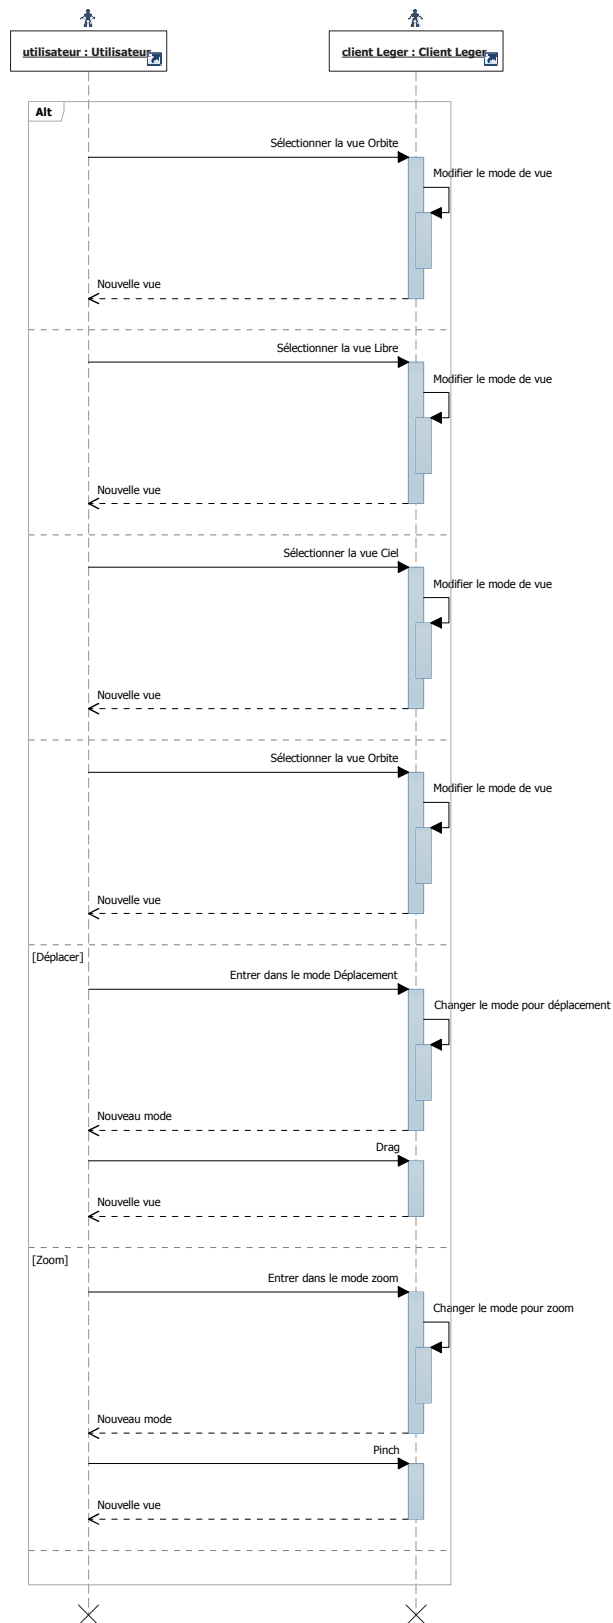 utilisateur : Utilisateur
client Leger : Client Leger
Alt
Sélectionner la vue Orbite
Modifier le mode de vue
Nouvelle vue
Sélectionner la vue Libre
Modifier le mode de vue
Nouvelle vue
Sélectionner la vue Ciel
Modifier le mode de vue
Nouvelle vue
Sélectionner la vue Orbite
Modifier le mode de vue
Nouvelle vue
[Déplacer]
Entrer dans le mode Déplacement
Changer le mode pour déplacement
Nouveau mode
Drag
Nouvelle vue
[Zoom]
Entrer dans le mode zoom
Changer le mode pour zoom
Nouveau mode
Pinch
Nouvelle vue